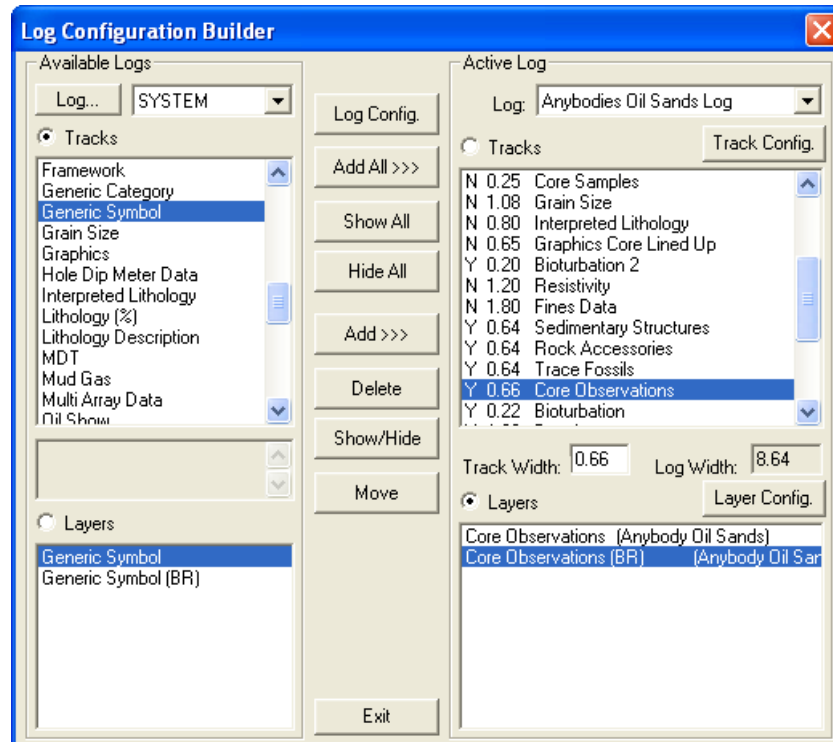 Log Configuration Builder
Available Logs
Log...
SYSTEM
Tracks
Framework
Generic Category
Generic Symbol
Grain Size
Graphics
Hole Dip Meter Data
Interpreted Lithology
Lithology (%)
Lithology Description
MDT
Mud Gas
Multi Array Data
Oil Show
Layers
Generic Symbol
Generic Symbol (BR)
Log Config.
Add All >>>
Show All
Hide All
Add >>>
Delete
Show/Hide
Move
Exit
Active Log
Log: Anybodies Oil Sands Log
Tracks
Track Config.
N 0.25 Core Samples
N 1.08 Grain Size
N 0.80 Interpreted Lithology
N 0.65 Graphics Core Lined Up
Y 0.20 Bioturbation 2
N 1.20 Resistivity
N 1.80 Fines Data
Y 0.64 Sedimentary Structures
Y 0.64 Rock Accessories
Y 0.64 Trace Fossils
Y 0.66 Core Observations
Y 0.22 Bioturbation
Track Width: 0.66 Log Width: 8.64
Layers
Layer Config.
Core Observations (Anybody Oil Sands)
Core Observations (BR) (Anybody Oil San